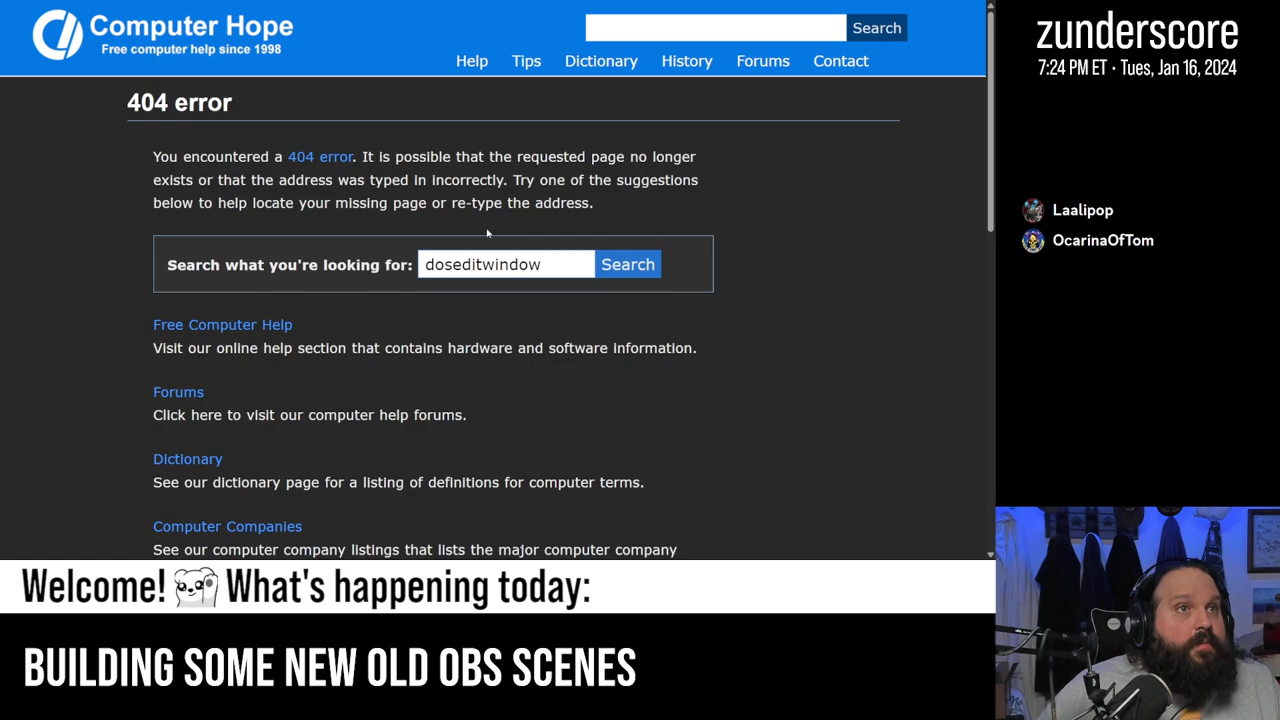 Computer Hope
Free computer help since 1998
Search
Help Tips Dictionary History Forums Contact
404 error
You encountered a 404 error. It is possible that the requested page no longer
exists or that the address was typed in incorrectly. Try one of the suggestions
below to help locate your missing page or re-type the address.
Search what you're looking for: doseditwindow Search
Free Computer Help
Visit our online help section that contains hardware and software information.
Forums
Click here to visit our computer help forums.
Dictionary
See our dictionary page for a listing of definitions for computer terms.
Computer Companies
See our computer company listings that lists the major computer company
zunderscore
7:24 PM ET · Tues, Jan 16, 2024
Laalipop
OcarinaOfTom
Welcome! What's happening today:
BUILDING SOME NEW OLD OBS SCENES